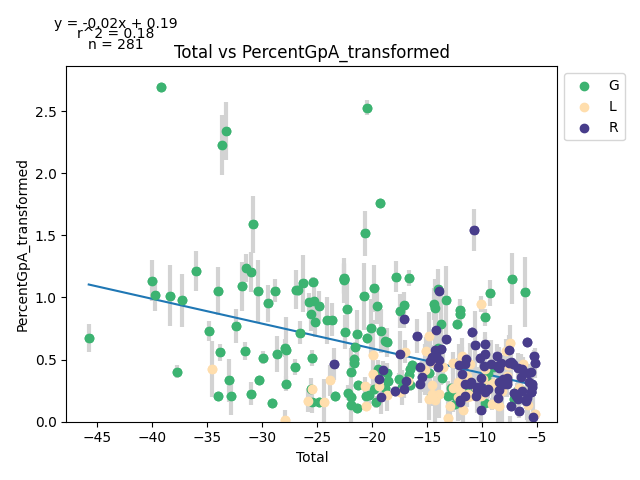 y = -0.02x + 0.19
r^2 = 0.18
n = 281
Total vs PercentGpA_transformed
G
L
R
PercentGpA_transformed
2.5
2.0
1.5
1.0
0.5
0.0
−45 −40 −35 −30 −25 −20 −15 −10 −5
Total